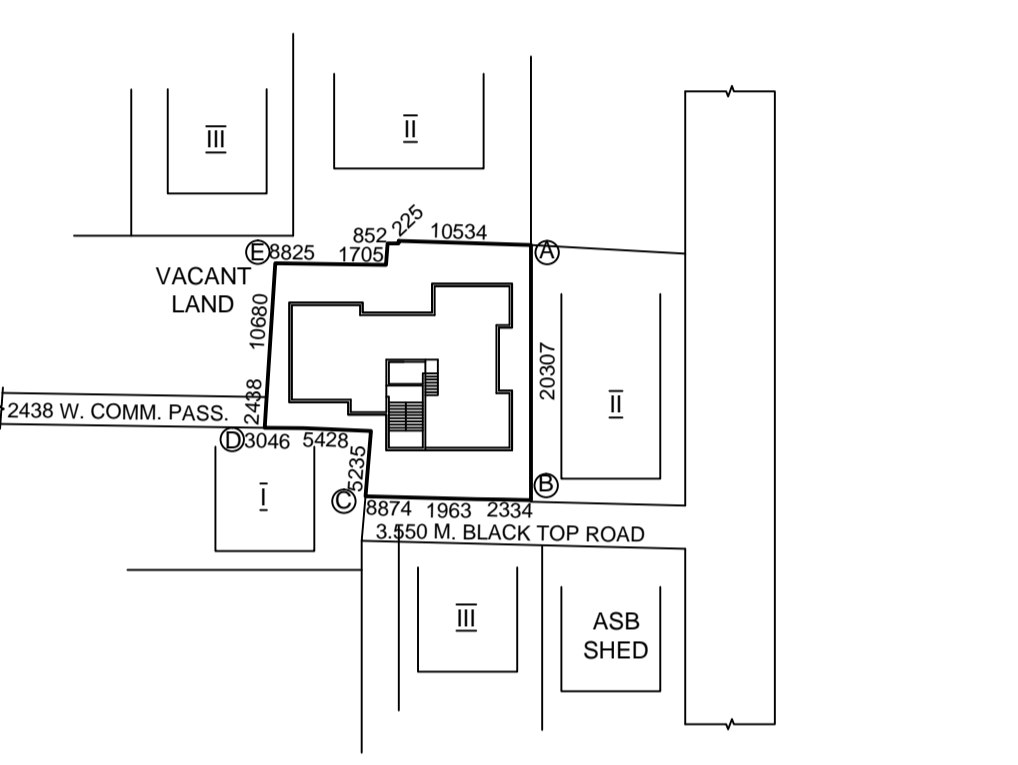 III
II
225
852
10534
E
8825
1705
A
VACANT
LAND
10680
20307
II
2438
2438 W. COMM. PASS.
D
3046
5428
5235
I
B
C
8874
1963
2334
3.550 M. BLACK TOP ROAD
III
ASB
SHED